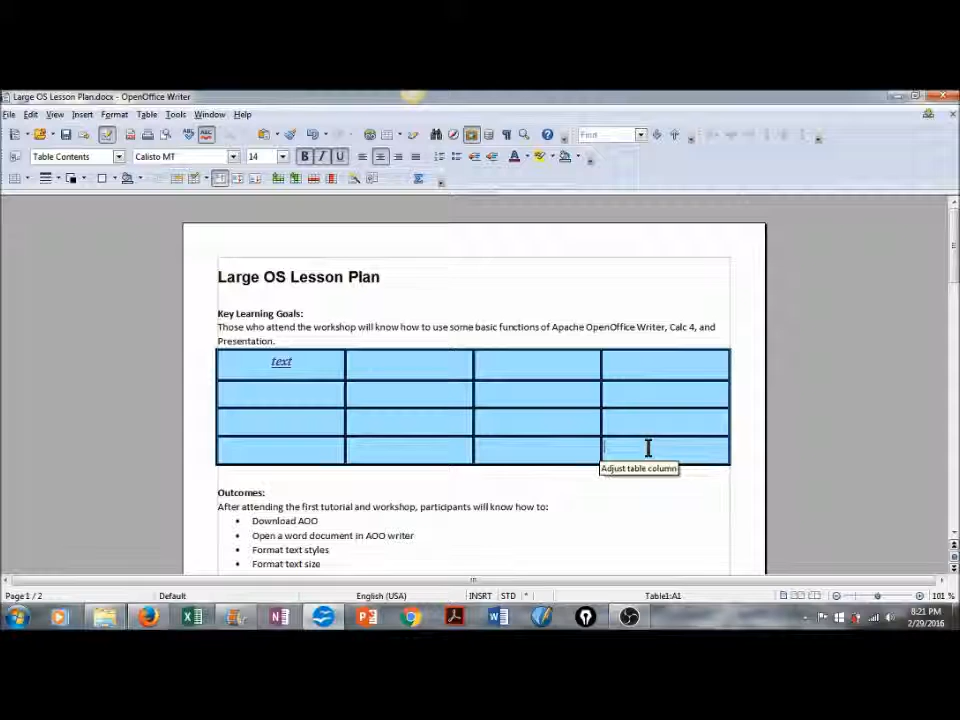 Large OS Lesson Plan.docx - OpenOffice Writer
File Edit View Insert Format Table Tools Window Help
Find
Table Contents Calisto MT 14 B I U
Large OS Lesson Plan
Key Learning Goals:
Those who attend the workshop will know how to use some basic functions of Apache OpenOffice Writer, Calc 4, and
Presentation.
text
Adjust table column
Outcomes:
After attending the first tutorial and workshop, participants will know how to:
• Download AOO
• Open a word document in AOO writer
• Format text styles
• Format text size
Page 1 / 2 Default English (USA) INSRT STD * Table1:A1 101 %
8:21 PM
2/29/2016